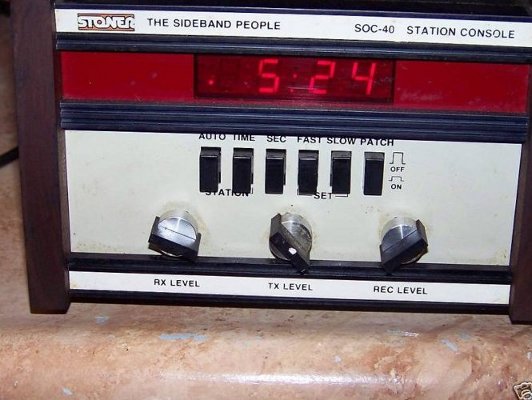 STONER THE SIDEBAND PEOPLE SOC-40 STATION CONSOLE
5:24
AUTO TIME SEC FAST SLOW PATCH
OFF
ON
STATION SET
RX LEVEL TX LEVEL REC LEVEL